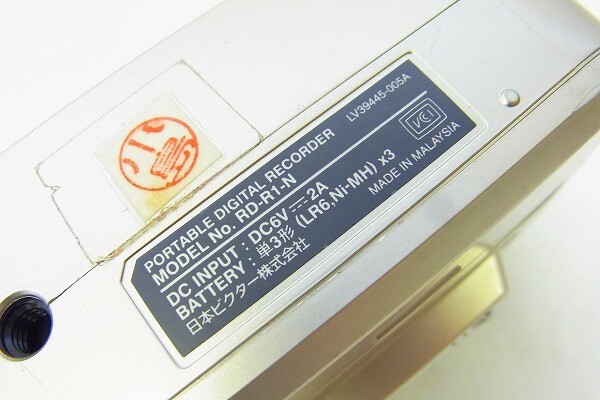 PORTABLE DIGITAL RECORDER
MODEL No. RD-R1-N
DC INPUT : DC6V ⎓ 2A
BATTERY : 単3形 (LR6,Ni-MH) x3
日本ビクター株式会社
LV39445-005A
VCI
MADE IN MALAYSIA